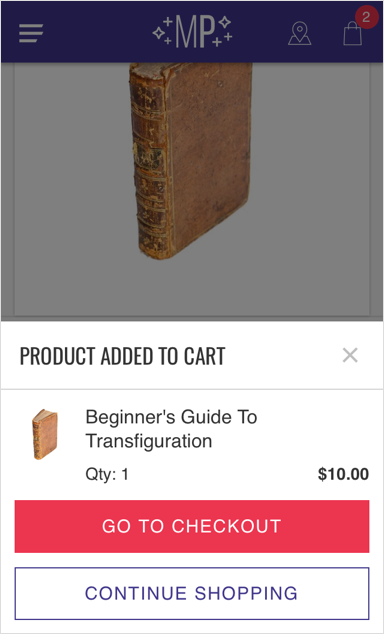 MP
2
PRODUCT ADDED TO CART
Beginner's Guide To
Transfiguration
Qty: 1 $10.00
GO TO CHECKOUT
CONTINUE SHOPPING